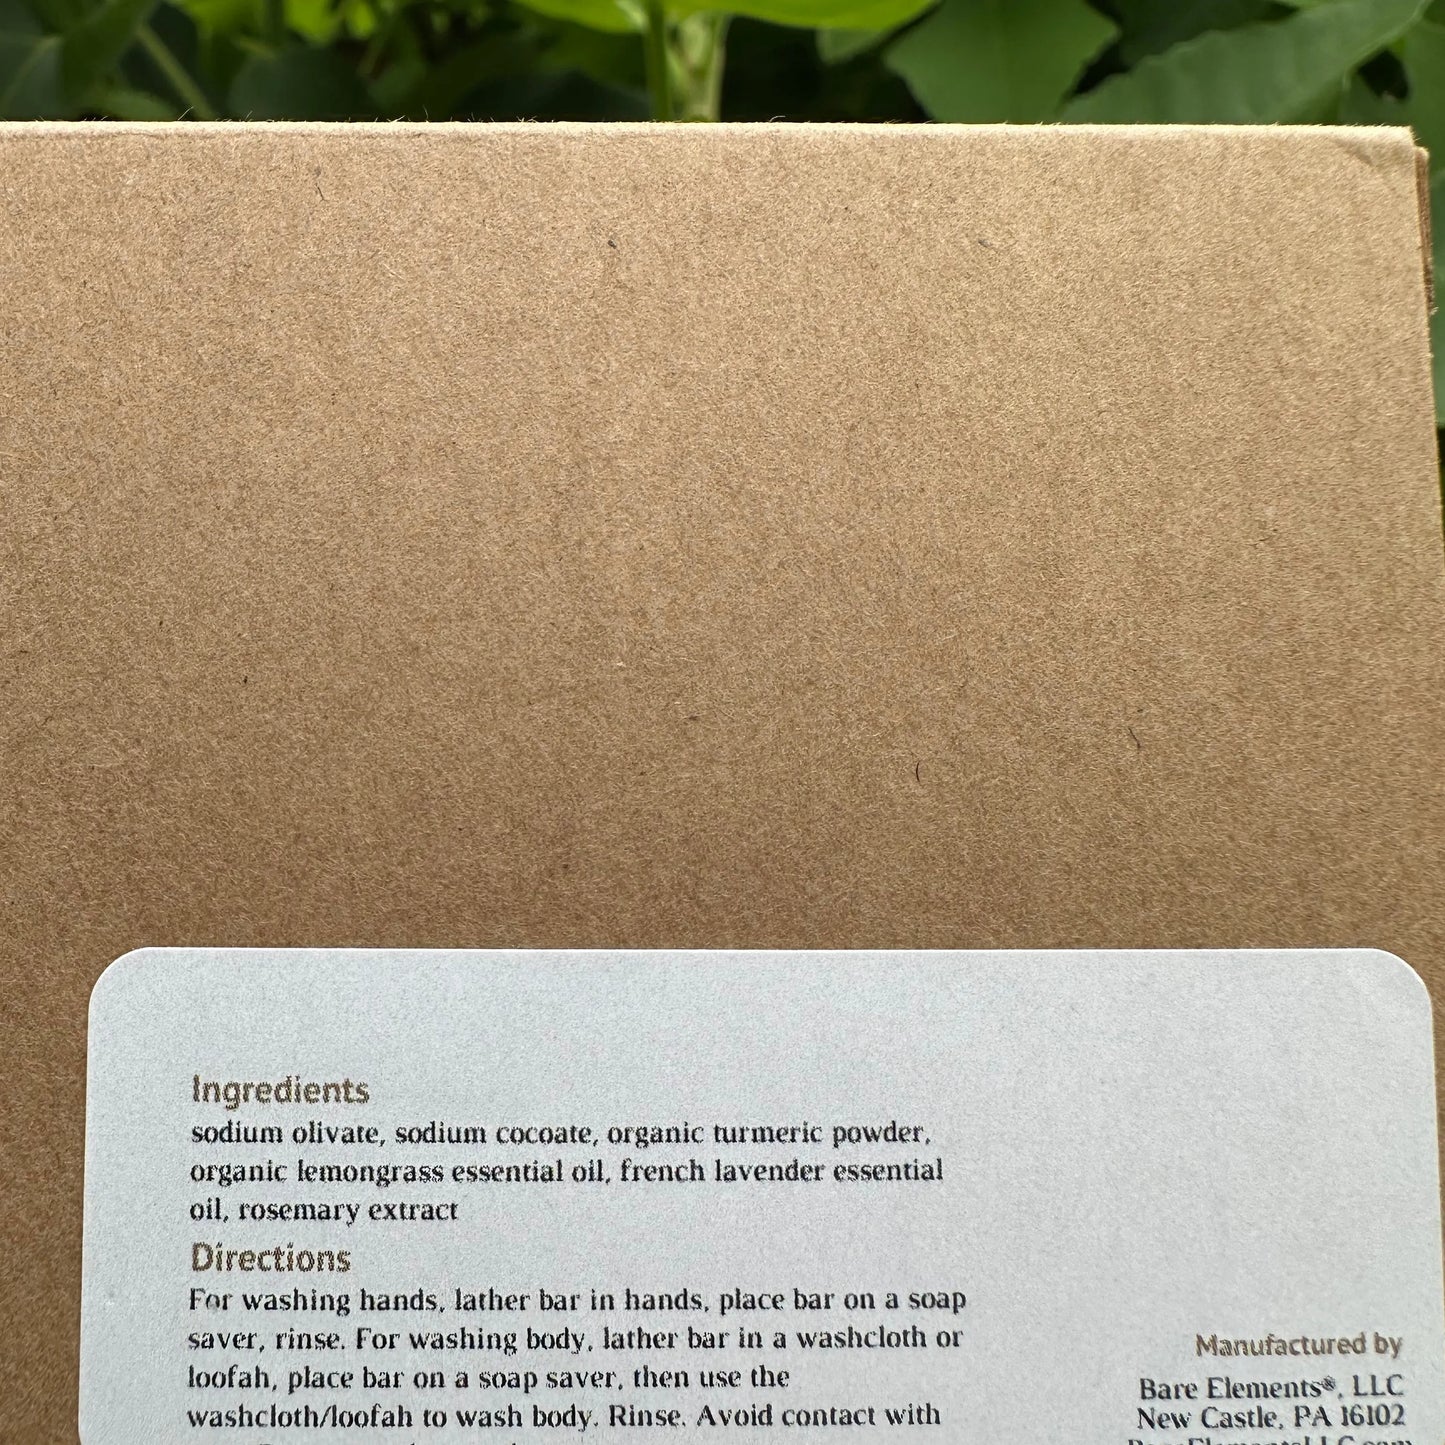 Ingredients
sodium olivate, sodium cocoate, organic turmeric powder,
organic lemongrass essential oil, french lavender essential
oil, rosemary extract
Directions
For washing hands, lather bar in hands, place bar on a soap
saver, rinse. For washing body, lather bar in a washcloth or
loofah, place bar on a soap saver, then use the
washcloth/loofah to wash body. Rinse. Avoid contact with
Manufactured by
Bare Elements®, LLC
New Castle, PA 16102
BareElementsLLC.com